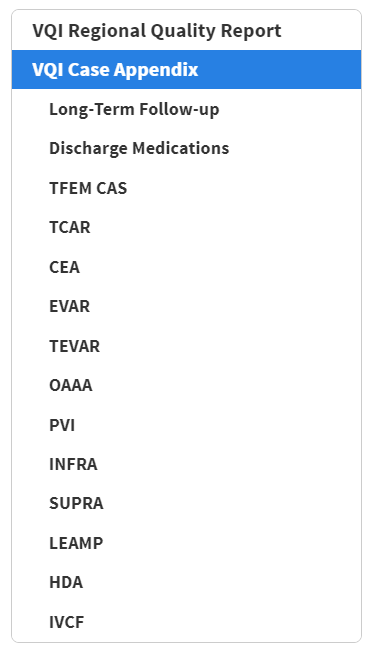 VQI Regional Quality Report
VQI Case Appendix
Long-Term Follow-up
Discharge Medications
TFEM CAS
TCAR
CEA
EVAR
TEVAR
OAAA
PVI
INFRA
SUPRA
LEAMP
HDA
IVCF